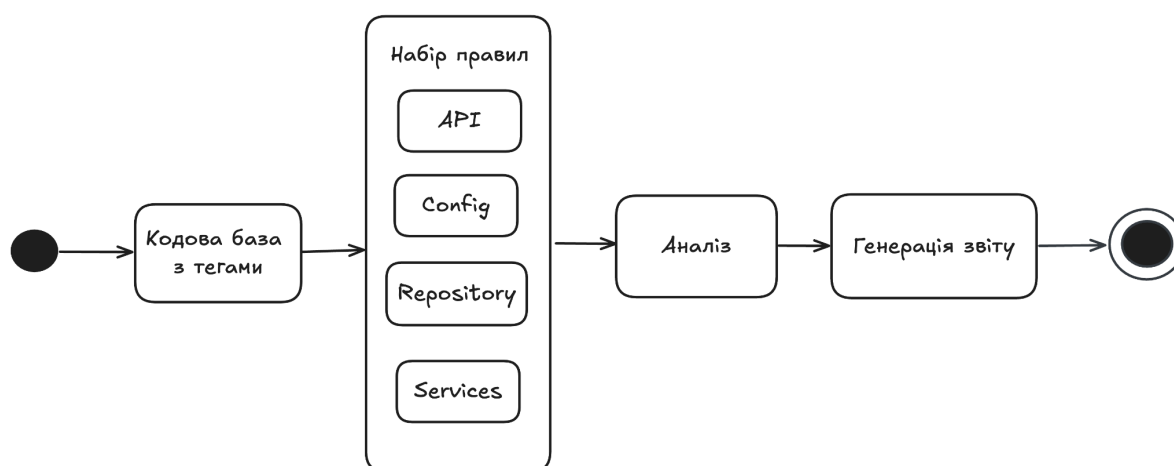 Набір правил
API
Config
Repository
Services
Кодова база
з тегами
Аналіз
Генерація звіту